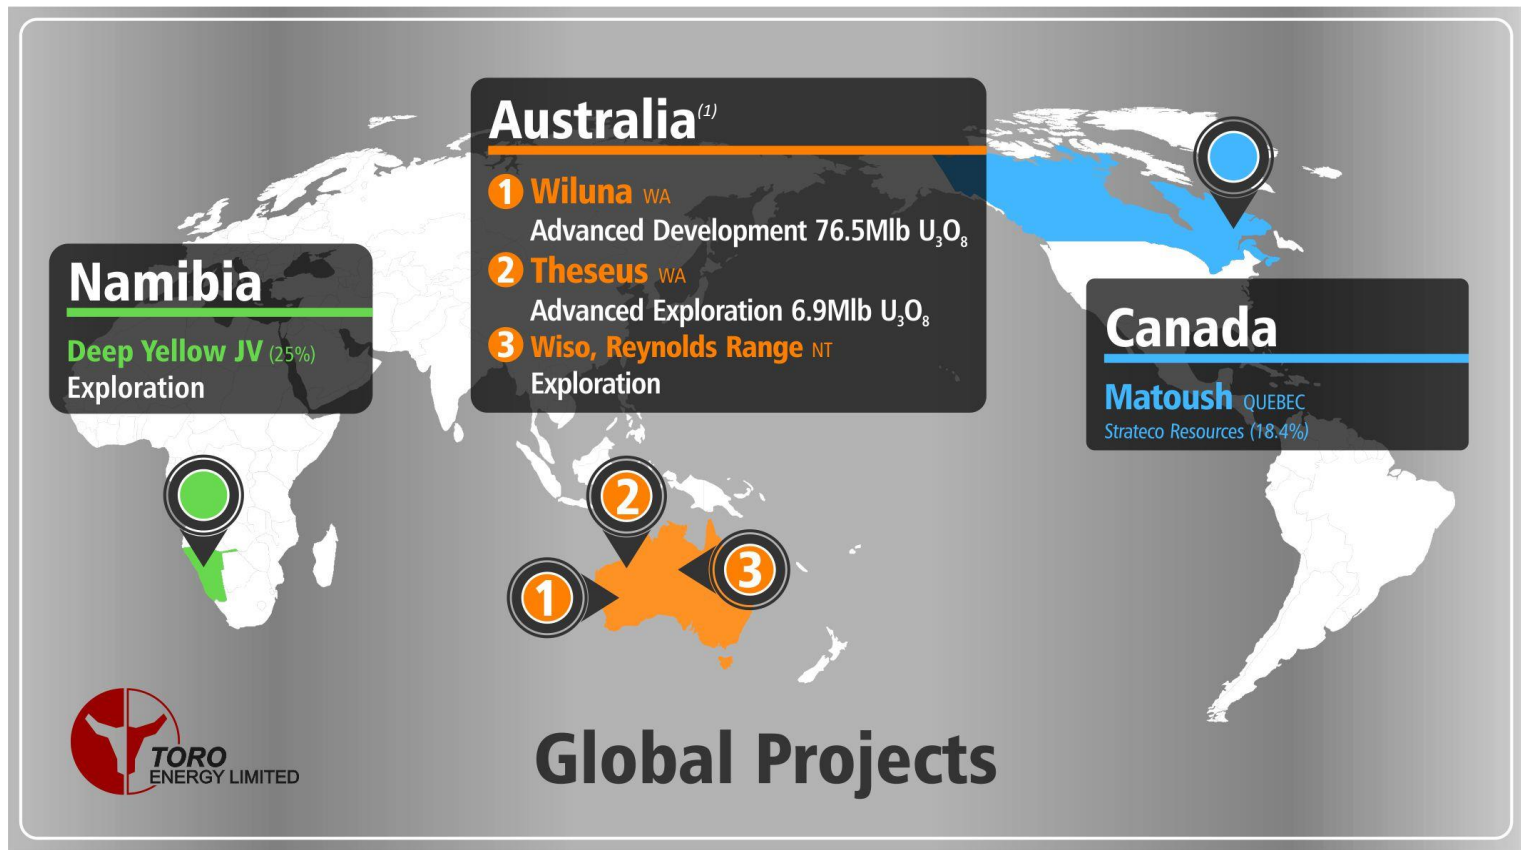 Australia(1)
1 Wiluna WA
Advanced Development 76.5Mlb U₃O₈
2 Theseus WA
Advanced Exploration 6.9Mlb U₃O₈
3 Wiso, Reynolds Range NT
Exploration
Namibia
Deep Yellow JV (25%)
Exploration
Canada
Matoush QUEBEC
Strateco Resources (18.4%)
2
3
1
TORO
ENERGY LIMITED
Global Projects